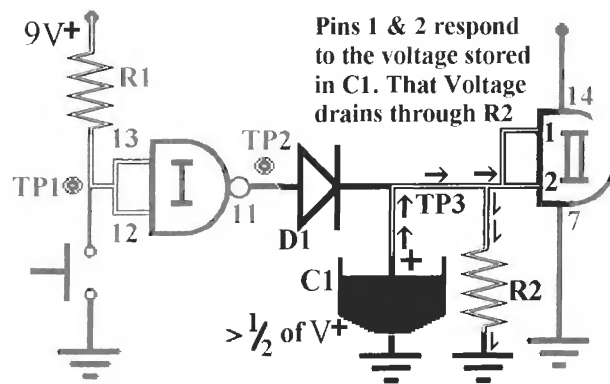 Pins 1 & 2 respond
to the voltage stored
in C1. That Voltage
drains through R2
9V+
R1
14
13
TP2
1
I
II
TP1
2
12
11
TP3
7
D1
+
C1
R2
>1/2 of V+